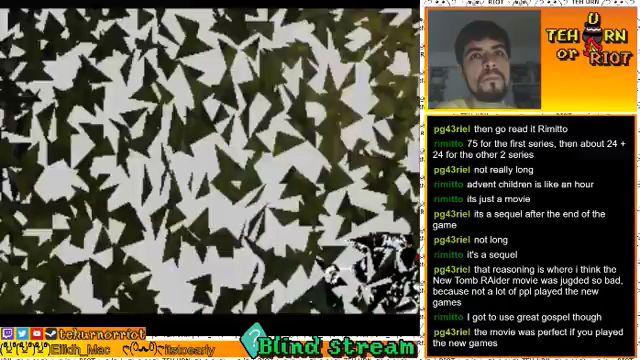 TEH URN
or RIOT
pg43riel then go read it Rimitto
rimitto 75 for the first series, then about 24 +
24 for the other 2 series
pg43riel not really long
rimitto advent children is like an hour
rimitto its just a movie
pg43riel its a sequel after the end of the
game
pg43riel not long
rimitto it's a sequel
pg43riel that reasoning is where i think the
New Tomb RAider movie was jugded so bad,
because not a lot of ppl played the new
games
rimitto I got to use great gospel though
pg43riel the movie was perfect if you played
the new games
tehurnorriot
Eilidh_Mac
itstooearly
Blind Stream